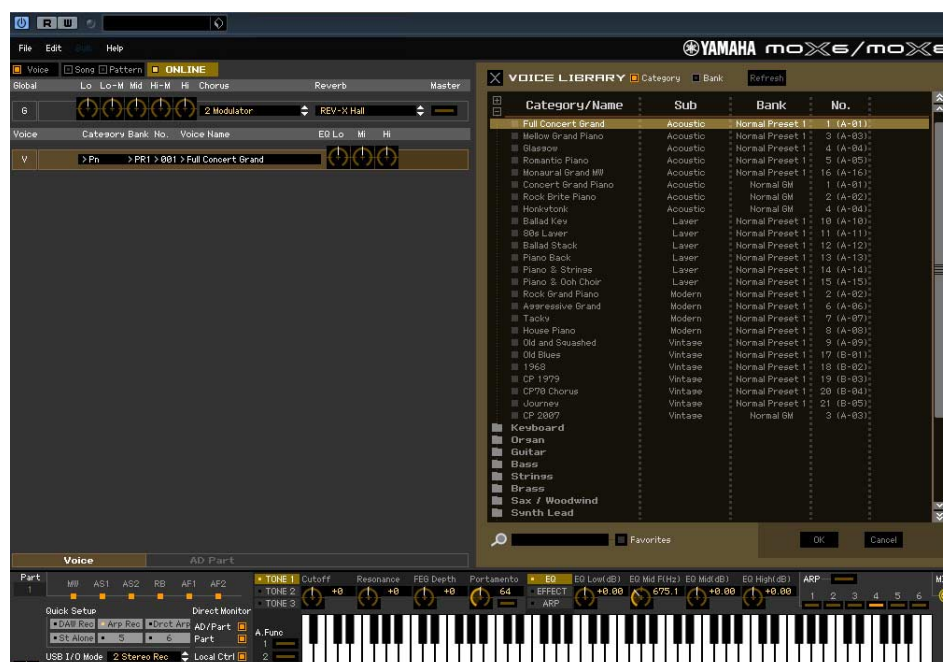 R W
File Edit Help
YAMAHA MOX6/MOX8
Voice Song Pattern ONLINE
Global Lo Lo-M Mid Hi-M Hi Chorus Reverb Master
G 2 Modulator REV-X Hall
Voice Category Bank No. Voice Name EQ Lo Mi Hi
V >Pn >PR1 >001 >Full Concert Grand
VOICE LIBRARY Category Bank Refresh
Category/Name Sub Bank No.
Full Concert Grand Acoustic Normal Preset 1 1 (A-01)
Mellow Grand Piano Acoustic Normal Preset 1 3 (A-03)
Glasgow Acoustic Normal Preset 1 4 (A-04)
Romantic Piano Acoustic Normal Preset 1 5 (A-05)
Monaural Grand MW Acoustic Normal Preset 1 16 (A-16)
Concert Grand Piano Acoustic Normal GM 1 (A-01)
Rock Brite Piano Acoustic Normal GM 2 (A-02)
Honkytonk Acoustic Normal GM 4 (A-04)
Ballad Key Layer Normal Preset 1 10 (A-10)
80s Layer Layer Normal Preset 1 11 (A-11)
Ballad Stack Layer Normal Preset 1 12 (A-12)
Piano Back Layer Normal Preset 1 13 (A-13)
Piano & Strings Layer Normal Preset 1 14 (A-14)
Piano & Ooh Choir Layer Normal Preset 1 15 (A-15)
Rock Grand Piano Modern Normal Preset 1 2 (A-02)
Aggressive Grand Modern Normal Preset 1 6 (A-06)
Tacky Modern Normal Preset 1 7 (A-07)
House Piano Modern Normal Preset 1 8 (A-08)
Old and Squashed Vintage Normal Preset 1 9 (A-09)
Old Blues Vintage Normal Preset 1 17 (B-01)
1968 Vintage Normal Preset 1 18 (B-02)
CP 1979 Vintage Normal Preset 1 19 (B-03)
CP70 Chorus Vintage Normal Preset 1 20 (B-04)
Journey Vintage Normal Preset 1 21 (B-05)
CP 2007 Vintage Normal GM 3 (A-03)
Keyboard
Organ
Guitar
Bass
Strings
Brass
Sax / Woodwind
Synth Lead
Favorites OK Cancel
Voice AD Part
Part
1
MW AS1 AS2 RB AF1 AF2
Quick Setup Direct Monitor
DAW Rec Arp Rec Drct Arp AD/Part
St Alone 5 6 Part
USB I/O Mode 2 Stereo Rec Local Ctrl
TONE 1 Cutoff Resonance FEG Depth Portamento
TONE 2 +0 +0 +0 64
TONE 3
EQ EQ Low(dB) EQ Mid F(Hz) EQ Mid(dB) EQ High(dB)
EFFECT +0.00 675.1 +0.00 +0.00
ARP
ARP
1 2 3 4 5 6
A.Func
1
2